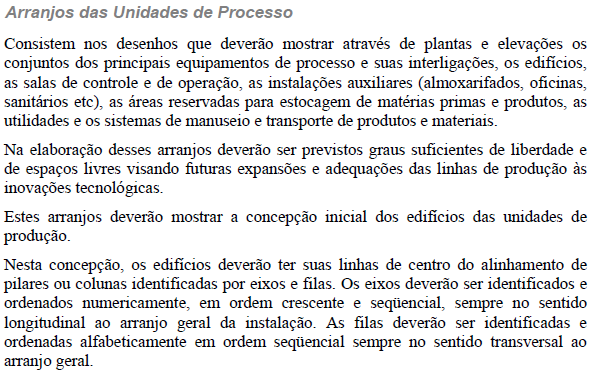 Arranjos das Unidades de Processo
Consistem nos desenhos que deverão mostrar através de plantas e elevações os
conjuntos dos principais equipamentos de processo e suas interligações, os edifícios,
as salas de controle e de operação, as instalações auxiliares (almoxarifados, oficinas,
sanitários etc), as áreas reservadas para estocagem de matérias primas e produtos, as
utilidades e os sistemas de manuseio e transporte de produtos e materiais.
Na elaboração desses arranjos deverão ser previstos graus suficientes de liberdade e
de espaços livres visando futuras expansões e adequações das linhas de produção às
inovações tecnológicas.
Estes arranjos deverão mostrar a concepção inicial dos edifícios das unidades de
produção.
Nesta concepção, os edifícios deverão ter suas linhas de centro do alinhamento de
pilares ou colunas identificadas por eixos e filas. Os eixos deverão ser identificados e
ordenados numericamente, em ordem crescente e seqüencial, sempre no sentido
longitudinal ao arranjo geral da instalação. As filas deverão ser identificadas e
ordenadas alfabeticamente em ordem seqüencial sempre no sentido transversal ao
arranjo geral.